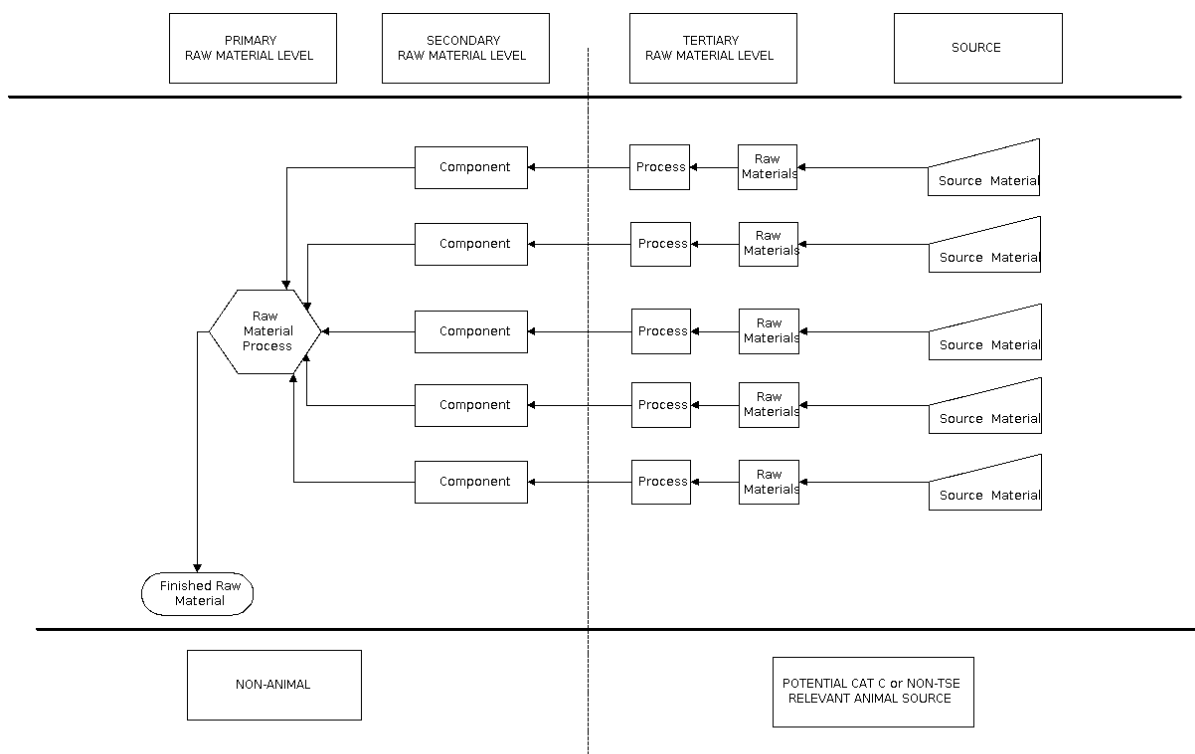 PRIMARY
RAW MATERIAL LEVEL
SECONDARY
RAW MATERIAL LEVEL
TERTIARY
RAW MATERIAL LEVEL
SOURCE
Component
Process
Raw
Materials
Source Material
Component
Process
Raw
Materials
Source Material
Raw
Material
Process
Component
Process
Raw
Materials
Source Material
Component
Process
Raw
Materials
Source Material
Component
Process
Raw
Materials
Source Material
Finished Raw
Material
NON-ANIMAL
POTENTIAL CAT C or NON-TSE
RELEVANT ANIMAL SOURCE